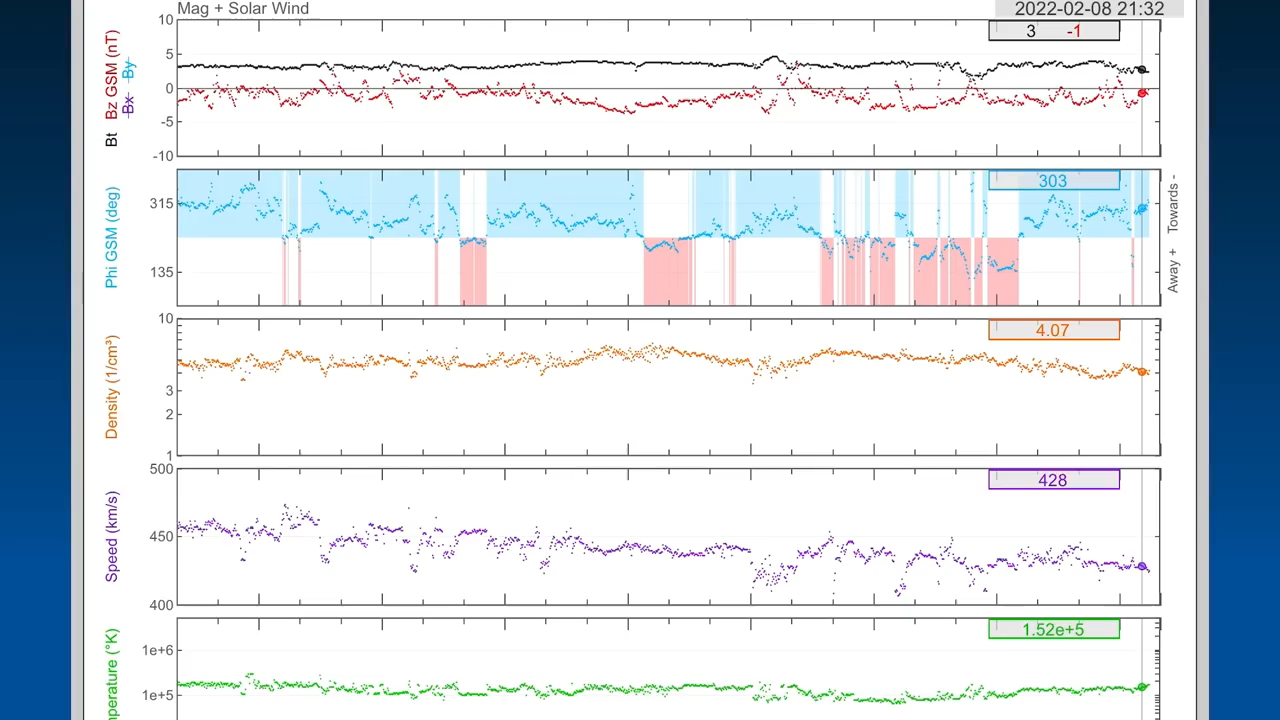 Mag + Solar Wind
2022-02-08 21:32
Bt Bz GSM (nT)
Bx By
10
5
0
-5
-10
3 -1
Phi GSM (deg)
315
135
303
Away + Towards -
Density (1/cm³)
10
3
2
1
4.07
Speed (km/s)
500
450
400
428
mperature (°K)
1e+6
1e+5
1.52e+5